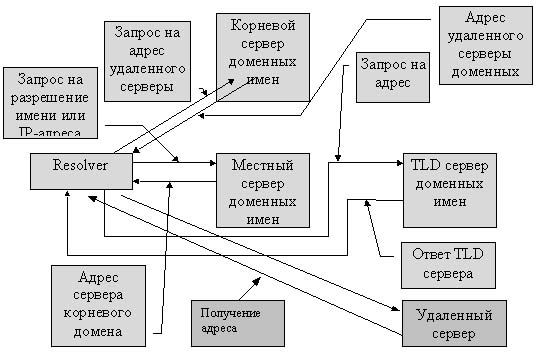 Запрос на
адрес
удаленного
серверы
Корневой
сервер
доменных
имен
Адрес
удаленного
серверы
доменных
Запрос на
адрес
Запрос на
разрешение
имени или
IP-адреса
Resolver
Местный
сервер
доменных
имен
TLD сервер
доменных
имен
Адрес
сервера
корневого
домена
Получение
адреса
Ответ TLD
сервера
Удаленный
сервер